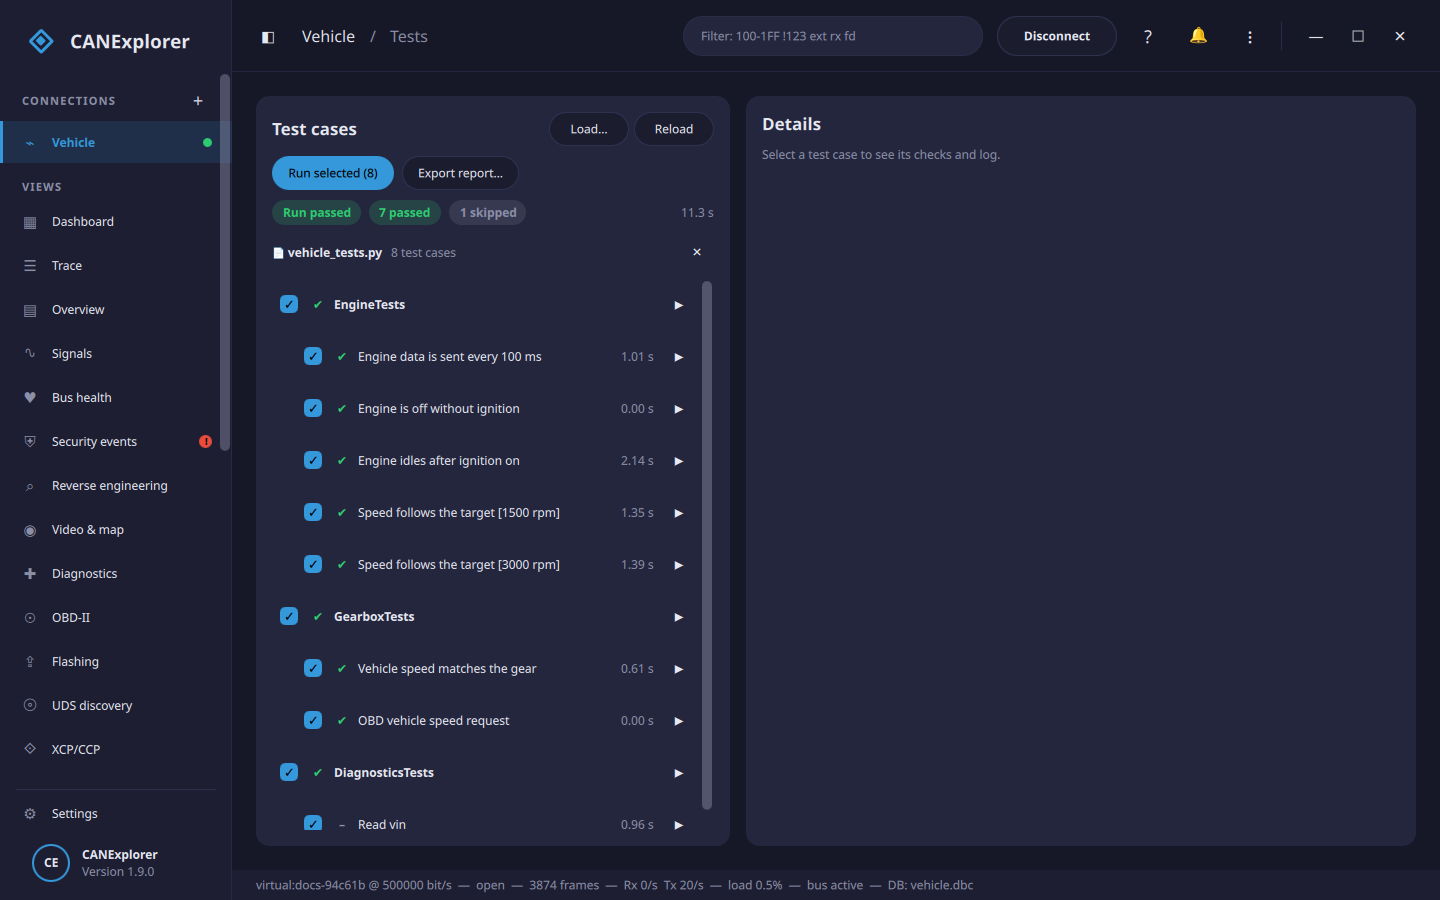 CANExplorer
Vehicle / Tests
Filter: 100-1FF !123 ext rx fd
Disconnect
?
CONNECTIONS +
Vehicle
VIEWS
Dashboard
Trace
Overview
Signals
Bus health
Security events !
Reverse engineering
Video & map
Diagnostics
OBD-II
Flashing
UDS discovery
XCP/CCP
Settings
CE
CANExplorer
Version 1.9.0
Test cases
Load...
Reload
Run selected (8)
Export report...
Run passed
7 passed
1 skipped
11.3 s
vehicle_tests.py 8 test cases
EngineTests
Engine data is sent every 100 ms 1.01 s
Engine is off without ignition 0.00 s
Engine idles after ignition on 2.14 s
Speed follows the target [1500 rpm] 1.35 s
Speed follows the target [3000 rpm] 1.39 s
GearboxTests
Vehicle speed matches the gear 0.61 s
OBD vehicle speed request 0.00 s
DiagnosticsTests
– Read vin 0.96 s
Details
Select a test case to see its checks and log.
virtual:docs-94c61b @ 500000 bit/s — open — 3874 frames — Rx 0/s Tx 20/s — load 0.5% — bus active — DB: vehicle.dbc